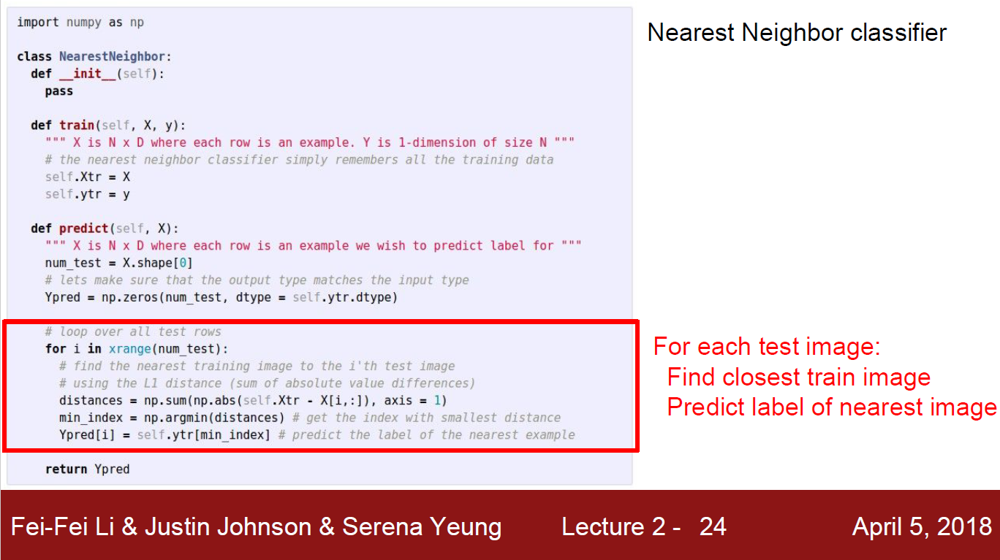 import numpy as np
class NearestNeighbor:
def __init__(self):
pass
def train(self, X, y):
""" X is N x D where each row is an example. Y is 1-dimension of size N """
# the nearest neighbor classifier simply remembers all the training data
self.Xtr = X
self.ytr = y
def predict(self, X):
""" X is N x D where each row is an example we wish to predict label for """
num_test = X.shape[0]
# lets make sure that the output type matches the input type
Ypred = np.zeros(num_test, dtype = self.ytr.dtype)
# loop over all test rows
for i in xrange(num_test):
# find the nearest training image to the i'th test image
# using the L1 distance (sum of absolute value differences)
distances = np.sum(np.abs(self.Xtr - X[i,:]), axis = 1)
min_index = np.argmin(distances) # get the index with smallest distance
Ypred[i] = self.ytr[min_index] # predict the label of the nearest example
return Ypred
Nearest Neighbor classifier
For each test image:
Find closest train image
Predict label of nearest image
Fei-Fei Li & Justin Johnson & Serena Yeung Lecture 2 - 24 April 5, 2018